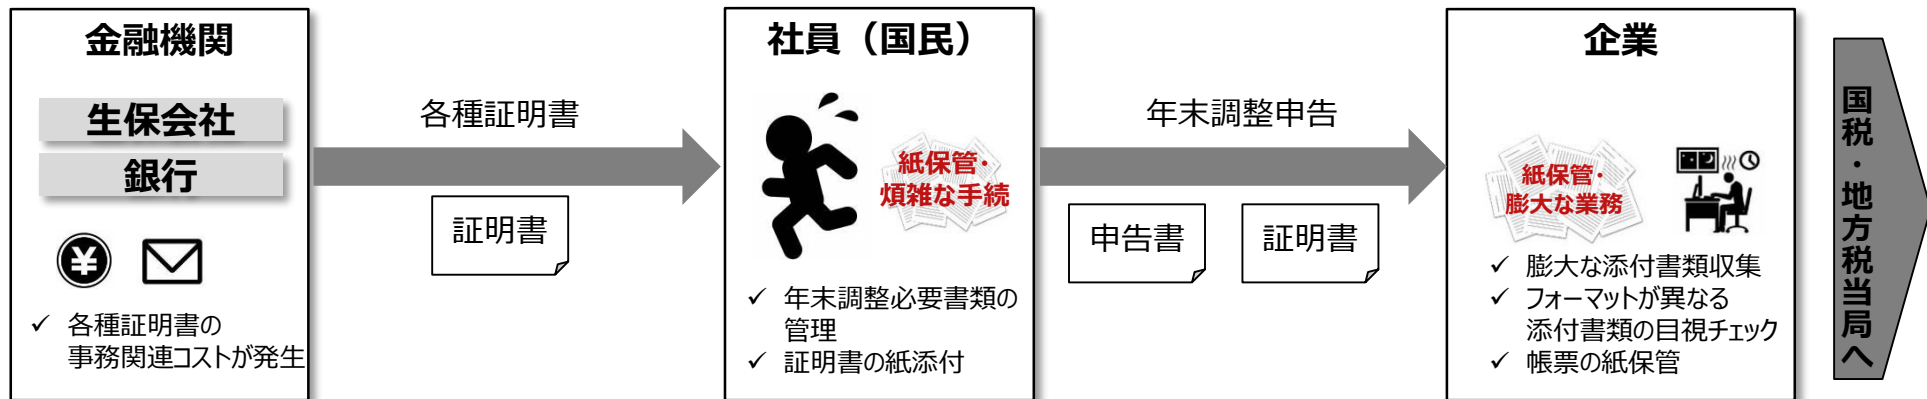 金融機関
生保会社
銀行
¥
✓ 各種証明書の
事務関連コストが発生
各種証明書
証明書
社員（国民）
紙保管・
煩雑な手続
✓ 年末調整必要書類の
管理
✓ 証明書の紙添付
年末調整申告
申告書
証明書
企業
紙保管・
膨大な業務
✓ 膨大な添付書類収集
✓ フォーマットが異なる
添付書類の目視チェック
✓ 帳票の紙保管
国税・地方税当局へ